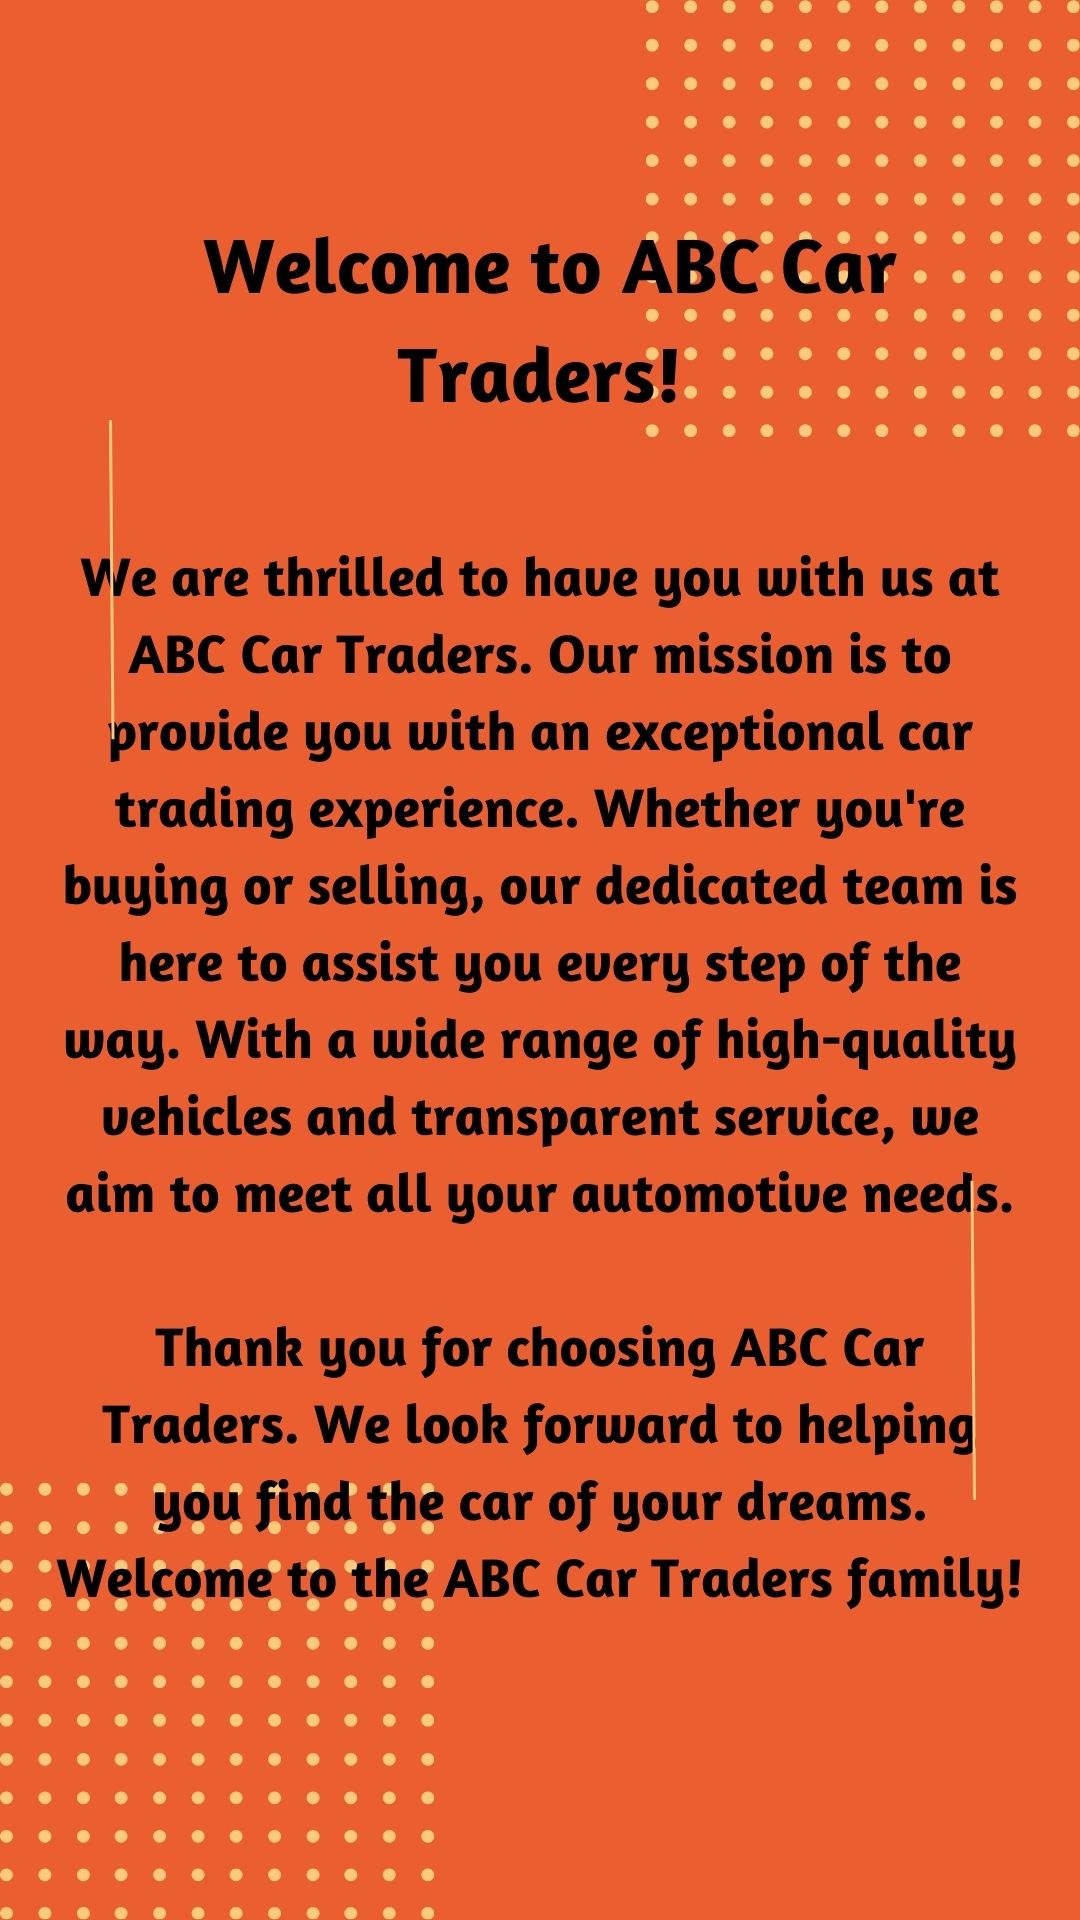 Welcome to ABC Car
Traders!
We are thrilled to have you with us at
ABC Car Traders. Our mission is to
provide you with an exceptional car
trading experience. Whether you're
buying or selling, our dedicated team is
here to assist you every step of the
way. With a wide range of high-quality
vehicles and transparent service, we
aim to meet all your automotive needs.
Thank you for choosing ABC Car
Traders. We look forward to helping
you find the car of your dreams.
Welcome to the ABC Car Traders family!